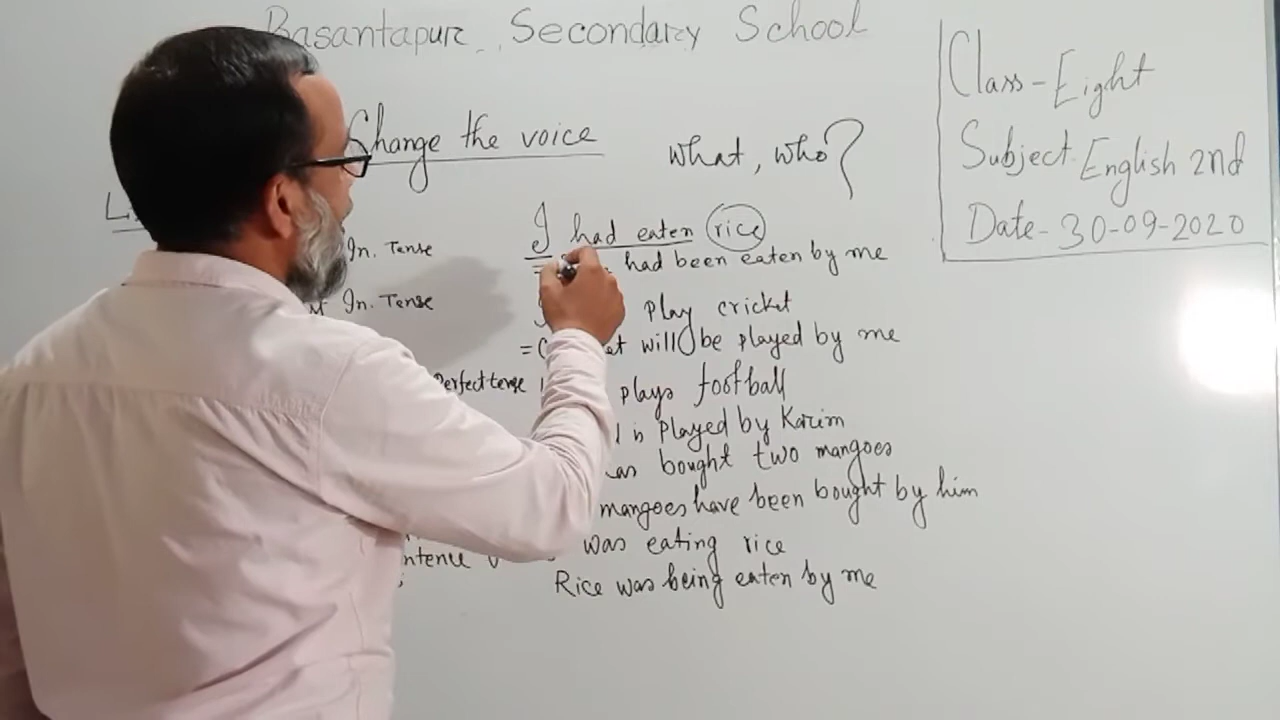 Basantapur Secondary School
Class-Eight
Subject-English 2nd
Date-30-09-2020
Change the voice
what, who?
In. Tense
In. Tense
Perfect tense
I had eaten rice
= had been eaten by me
play cricket
= will be played by me
plays football
is Played by Karim
bought two mangoes
mangoes have been bought by him
was eating rice
Rice was being eaten by me